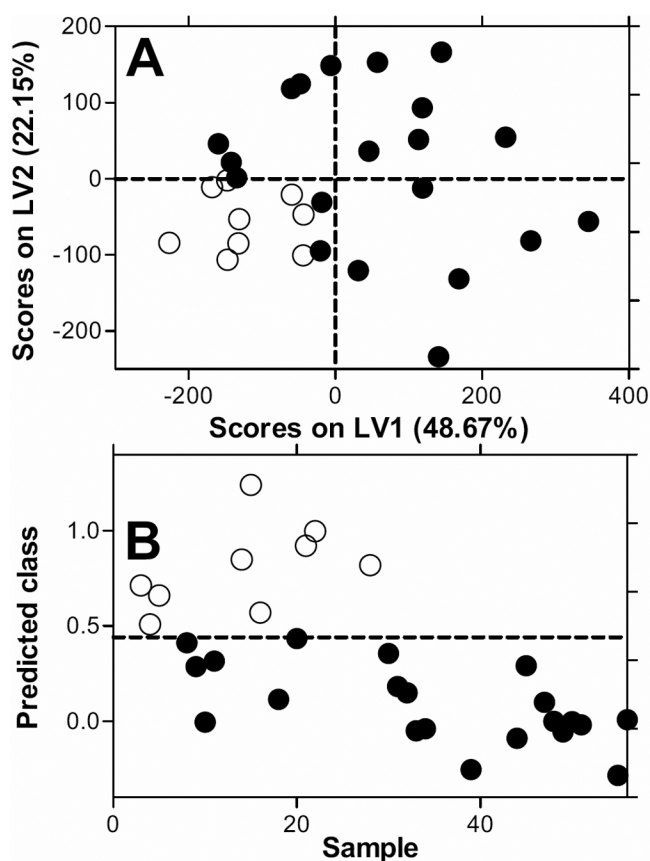 A
Scores on LV2 (22.15%)
200
100
0
-100
-200
-200 0 200 400
Scores on LV1 (48.67%)
B
Predicted class
1.0
0.5
0.0
0 20 40
Sample